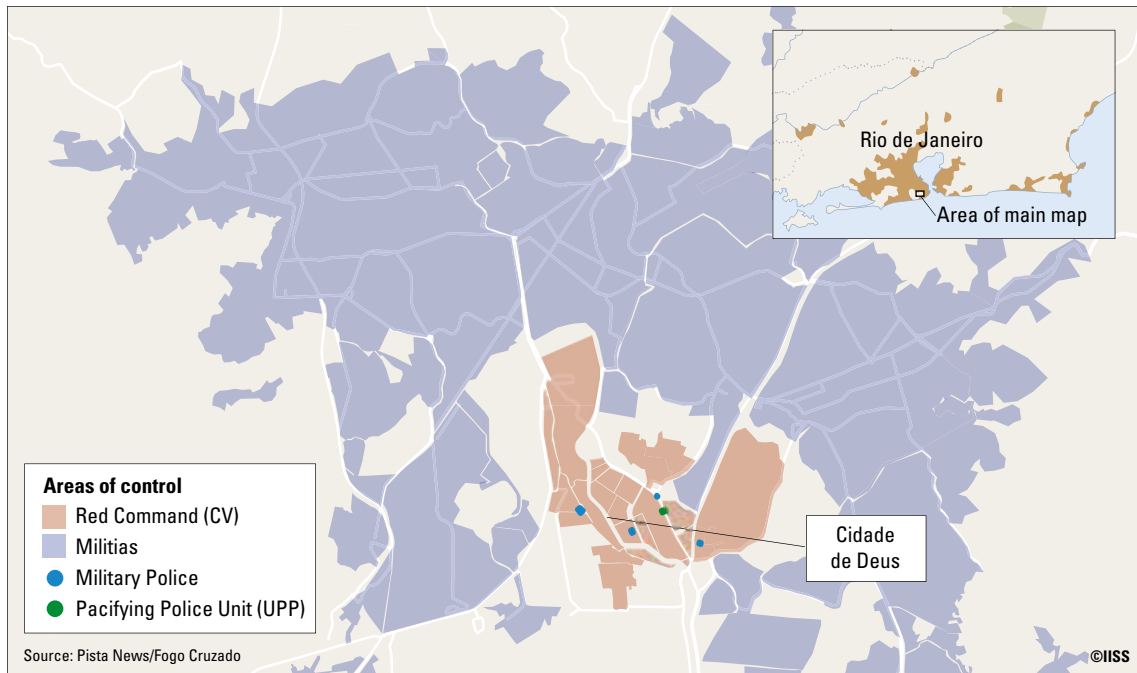 Rio de Janeiro
Area of main map
Areas of control
Red Command (CV)
Militias
Military Police
Pacifying Police Unit (UPP)
Cidade
de Deus
Source: Pista News/Fogo Cruzado
©IISS